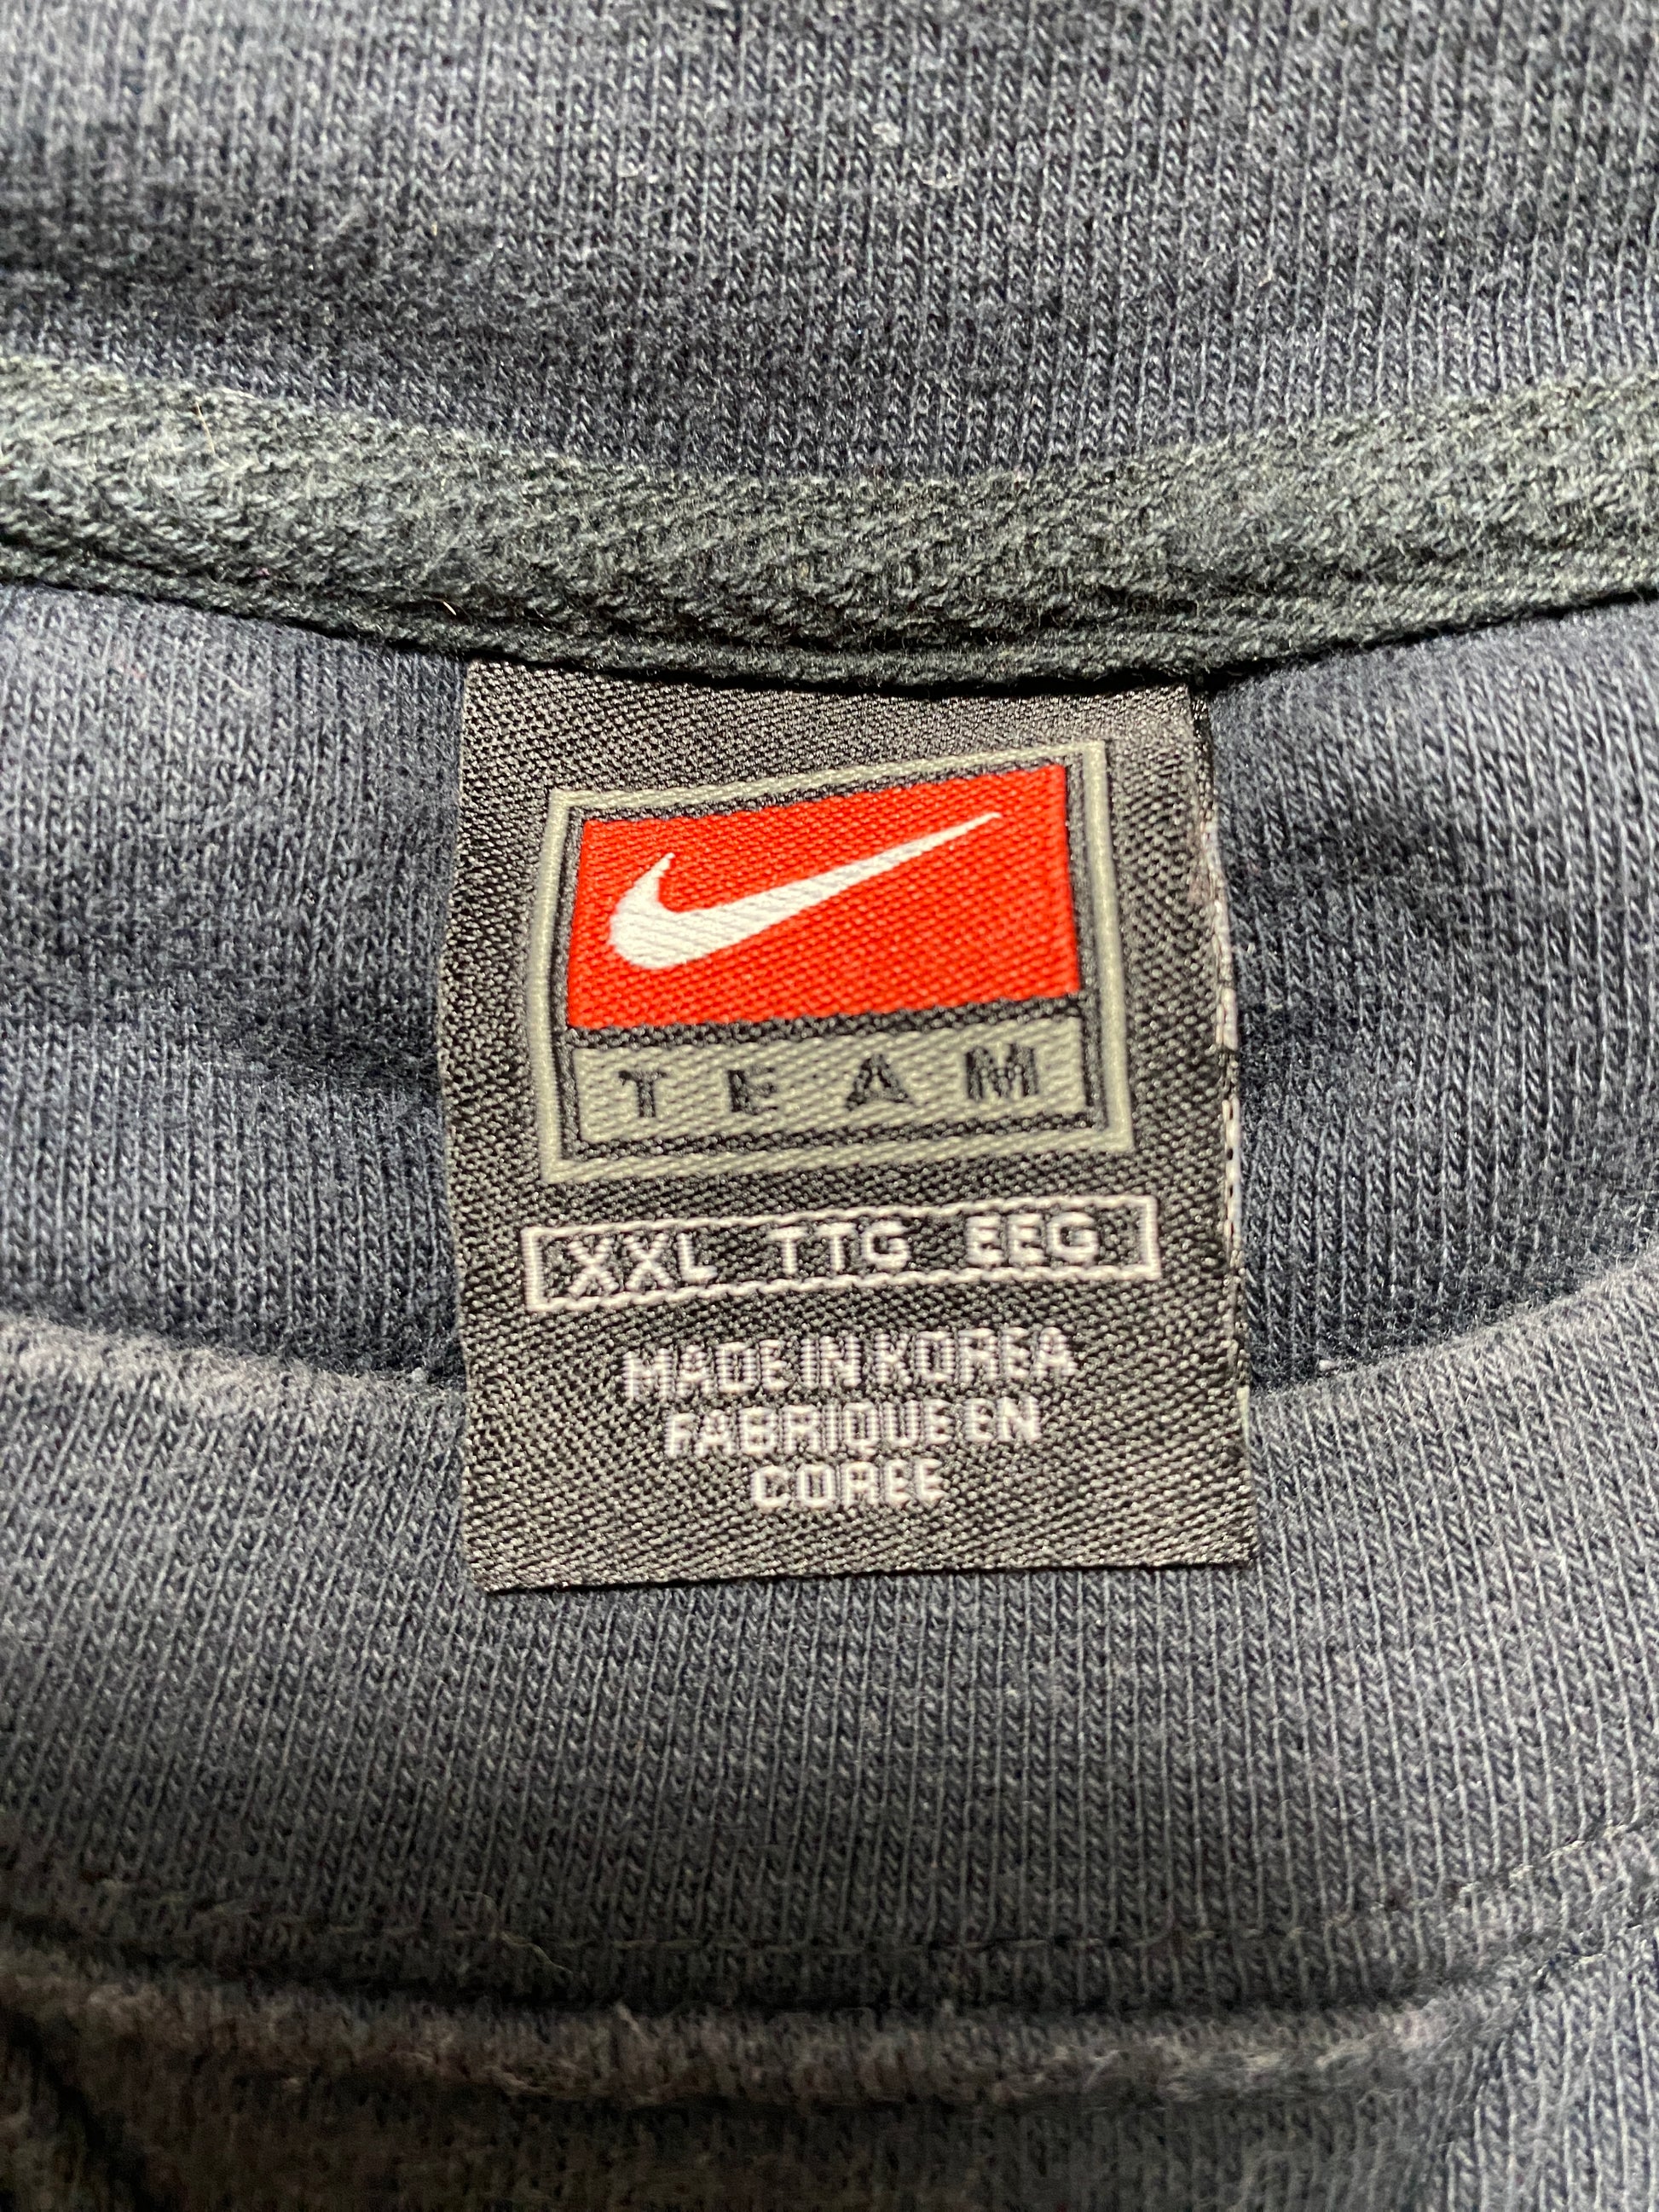 TEAM
XXL TTG EEG
MADE IN KOREA
FABRIQUE EN
COREE